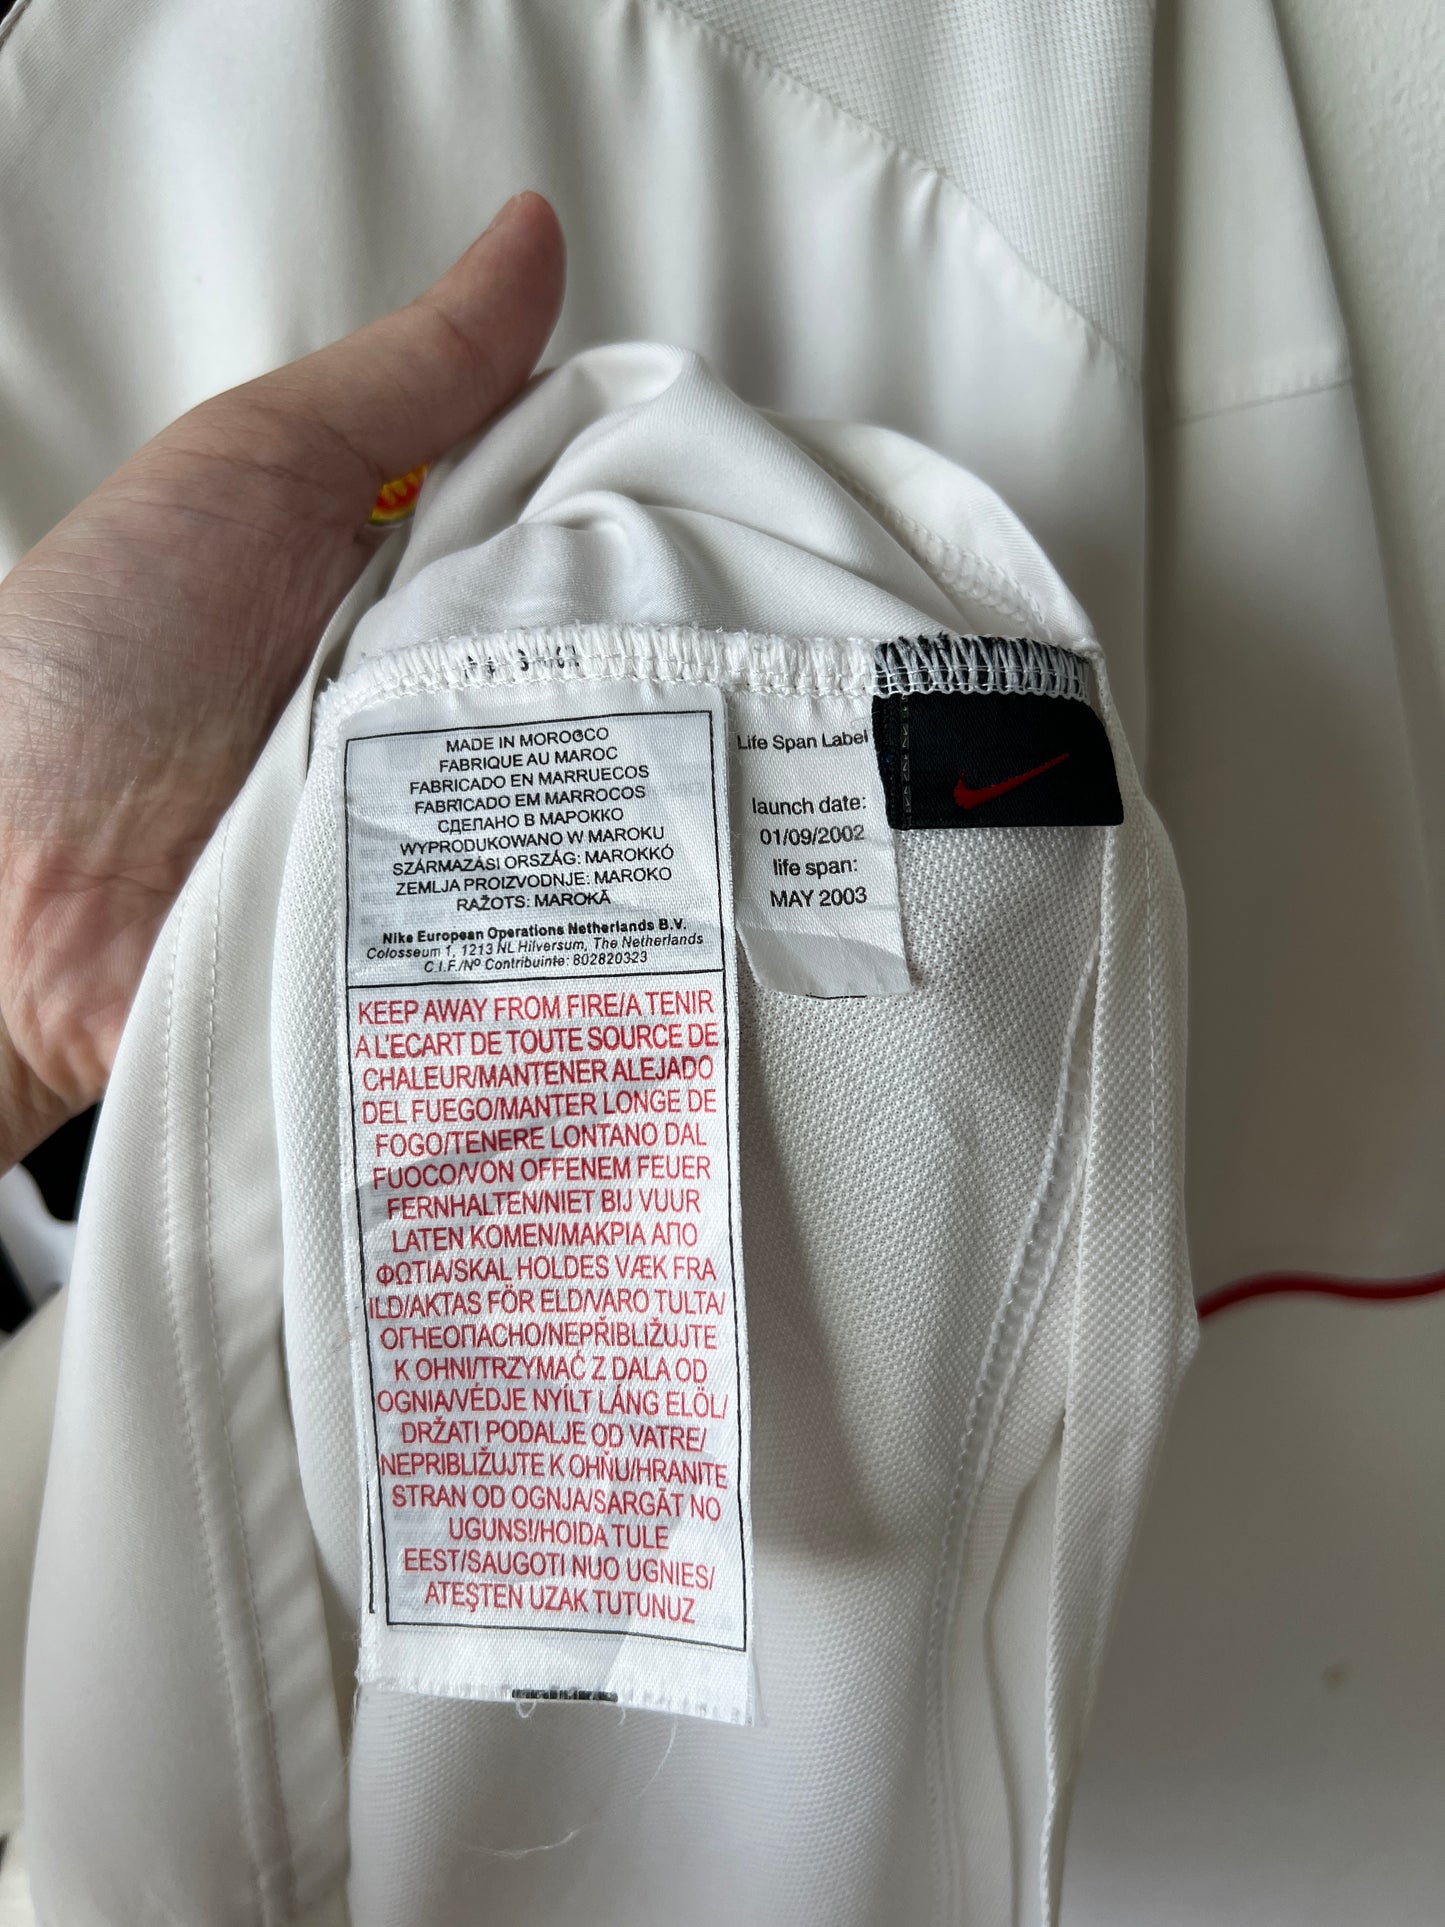 MADE IN MOROCCO
FABRIQUE AU MAROC
FABRICADO EN MARRUECOS
FABRICADO EM MARROCOS
СДЕЛАНО В МАРОККО
WYPRODUKOWANO W MAROKU
SZÁRMAZÁSI ORSZÁG: MAROKKÓ
ZEMLJA PROIZVODNJE: MAROKO
RAŽOTS: MAROKĀ
Nike European Operations Netherlands B.V.
Colosseum 1, 1213 NL Hilversum, The Netherlands
C.I.F./Nº Contribuinte: 802820323
KEEP AWAY FROM FIRE/A TENIR
A L'ECART DE TOUTE SOURCE DE
CHALEUR/MANTENER ALEJADO
DEL FUEGO/MANTER LONGE DE
FOGO/TENERE LONTANO DAL
FUOCO/VON OFFENEM FEUER
FERNHALTEN/NIET BIJ VUUR
LATEN KOMEN/ΜΑΚΡΙΑ ΑΠΟ
ΦΩΤΙΑ/SKAL HOLDES VÆK FRA
ILD/AKTAS FÖR ELD/VARO TULTA/
ОГНЕОПАСНО/NEPŘIBLIŽUJTE
K OHNI/TRZYMAĆ Z DALA OD
OGNIA/VÉDJE NYÍLT LÁNG ELÖL/
DRŽATI PODALJE OD VATRE/
NEPRIBLIŽUJTE K OHŇU/HRANITE
STRAN OD OGNJA/SARGĀT NO
UGUNS!/HOIDA TULE
EEST/SAUGOTI NUO UGNIES/
ATEŞTEN UZAK TUTUNUZ
Life Span Label
launch date:
01/09/2002
life span:
MAY 2003